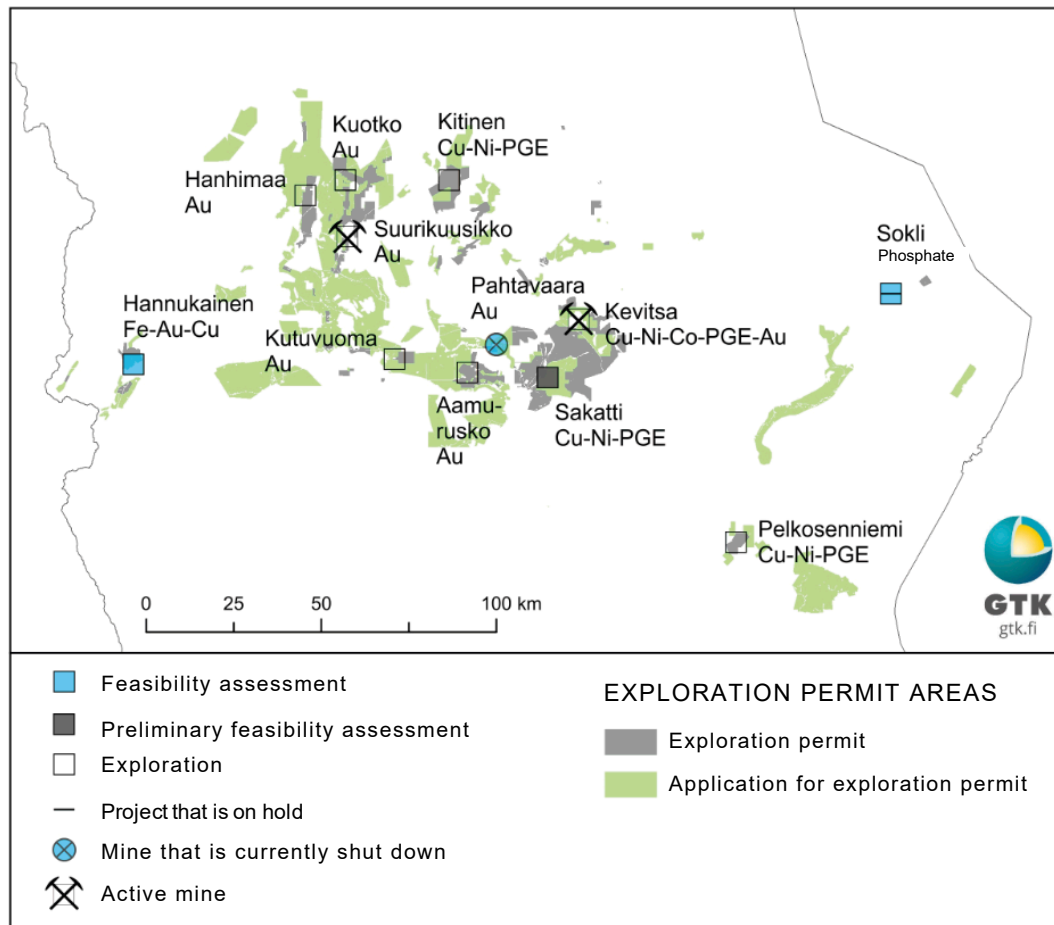 Kuotko
Au
Kitinen
Cu-Ni-PGE
Hanhimaa
Au
Suurikuusikko
Au
Sokli
Phosphate
Pahtavaara
Au
Hannukainen
Fe-Au-Cu
Kevitsa
Cu-Ni-Co-PGE-Au
Kutuvuoma
Au
Aamu-
rusko
Au
Sakatti
Cu-Ni-PGE
Pelkosenniemi
Cu-Ni-PGE
0 25 50 100 km
GTK
gtk.fi
Feasibility assessment
Preliminary feasibility assessment
Exploration
Project that is on hold
Mine that is currently shut down
Active mine
EXPLORATION PERMIT AREAS
Exploration permit
Application for exploration permit